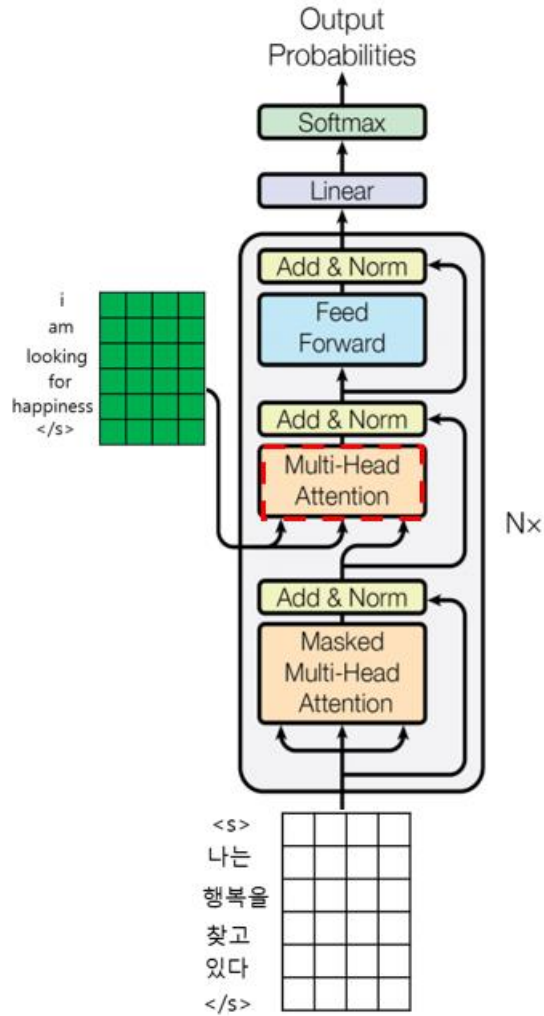 Output
Probabilities
Softmax
Linear
Add & Norm
Feed
Forward
i
am
looking
for
happiness
</s>
Add & Norm
Multi-Head
Attention
N×
Add & Norm
Masked
Multi-Head
Attention
<s>
나는
행복을
찾고
있다
</s>